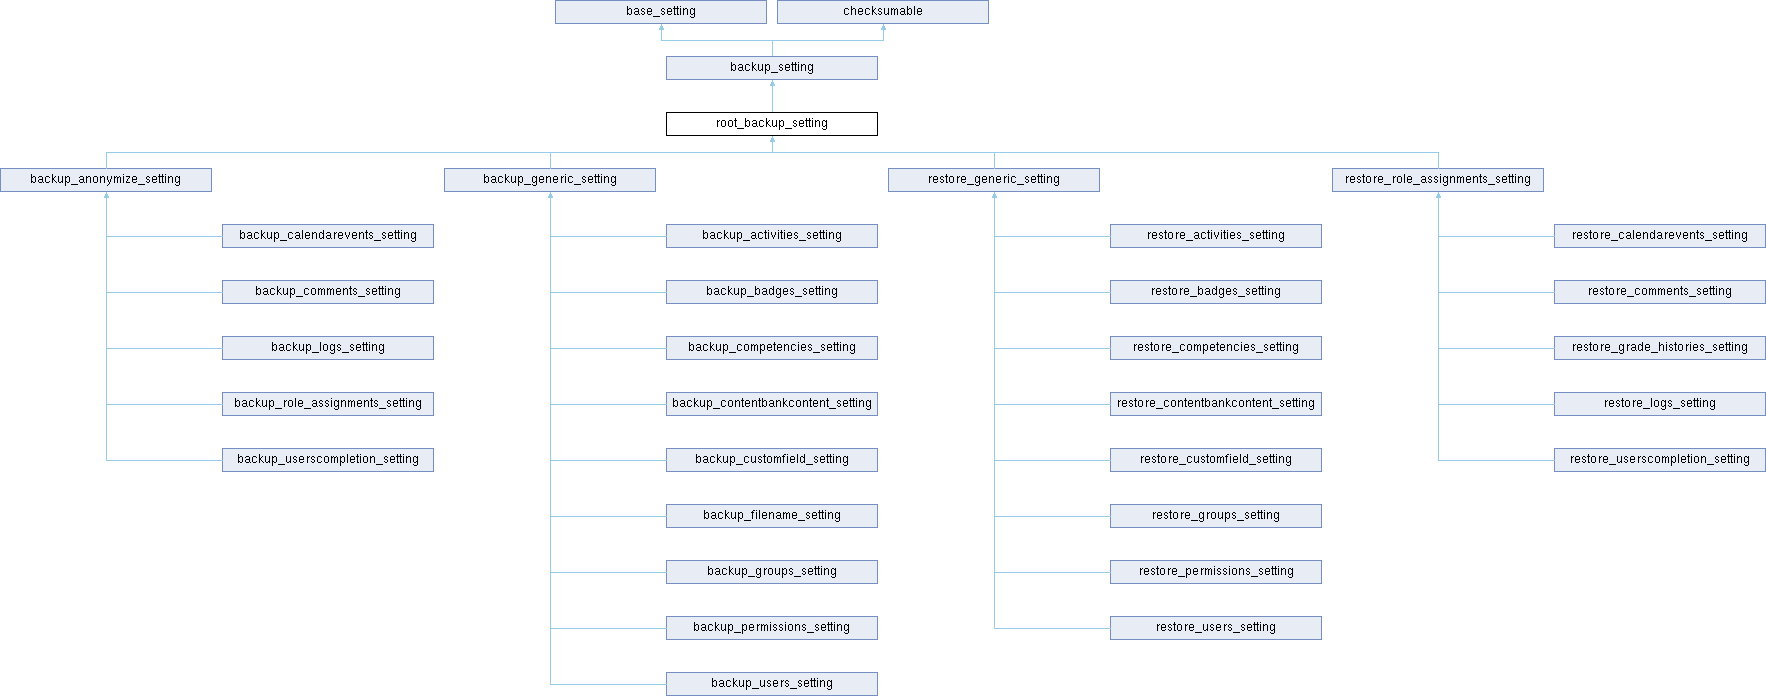 base_setting
checksumable
backup_setting
root_backup_setting
backup_anonymize_setting
backup_generic_setting
restore_generic_setting
restore_role_assignments_setting
backup_calendarevents_setting
backup_activities_setting
restore_activities_setting
restore_calendarevents_setting
backup_comments_setting
backup_badges_setting
restore_badges_setting
restore_comments_setting
backup_logs_setting
backup_competencies_setting
restore_competencies_setting
restore_grade_histories_setting
backup_role_assignments_setting
backup_contentbankcontent_setting
restore_contentbankcontent_setting
restore_logs_setting
backup_userscompletion_setting
backup_customfield_setting
restore_customfield_setting
restore_userscompletion_setting
backup_filename_setting
restore_groups_setting
backup_groups_setting
restore_permissions_setting
backup_permissions_setting
restore_users_setting
backup_users_setting